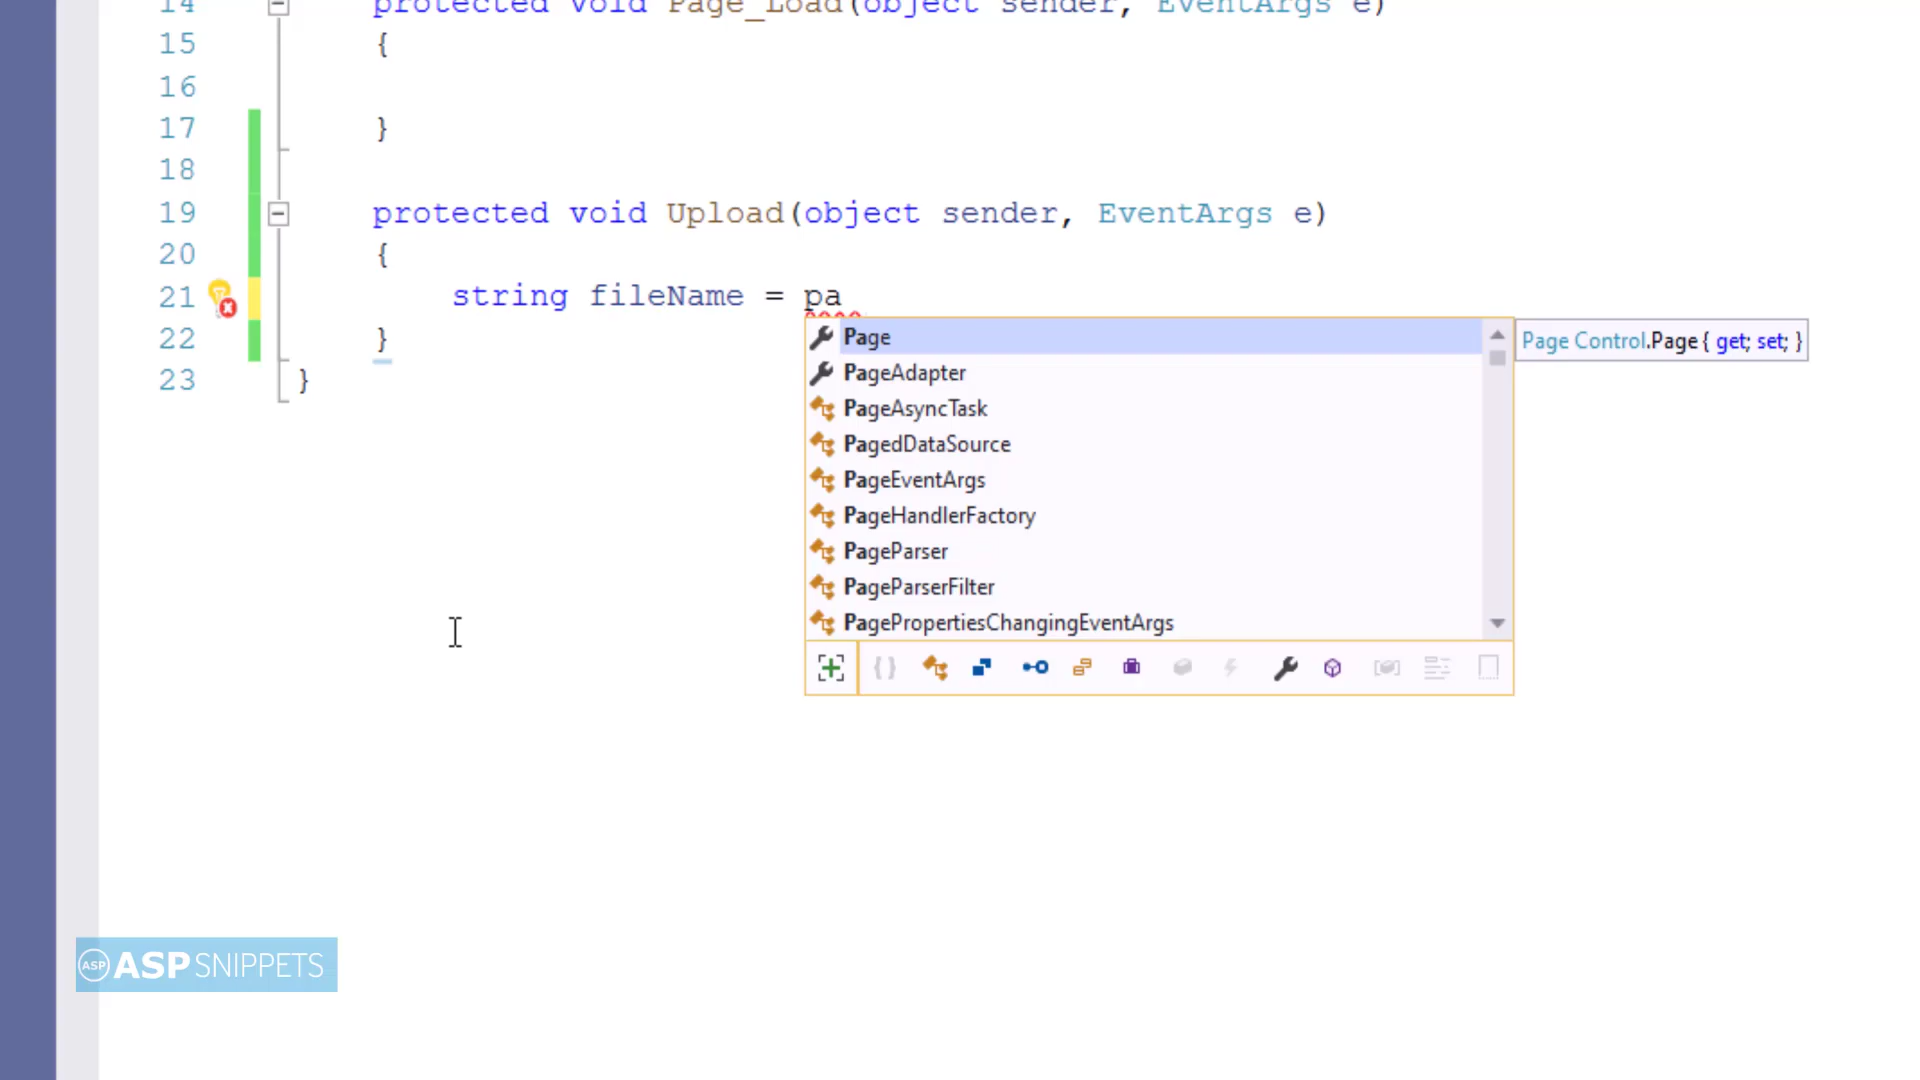 14 protected void Page_Load(object sender, EventArgs e)
15 {
16
17 }
18
19 protected void Upload(object sender, EventArgs e)
20 {
21 string fileName = pa
22 }
23 }
Page
PageAdapter
PageAsyncTask
PagedDataSource
PageEventArgs
PageHandlerFactory
PageParser
PageParserFilter
PagePropertiesChangingEventArgs
Page Control.Page { get; set; }
ASP ASPSNIPPETS